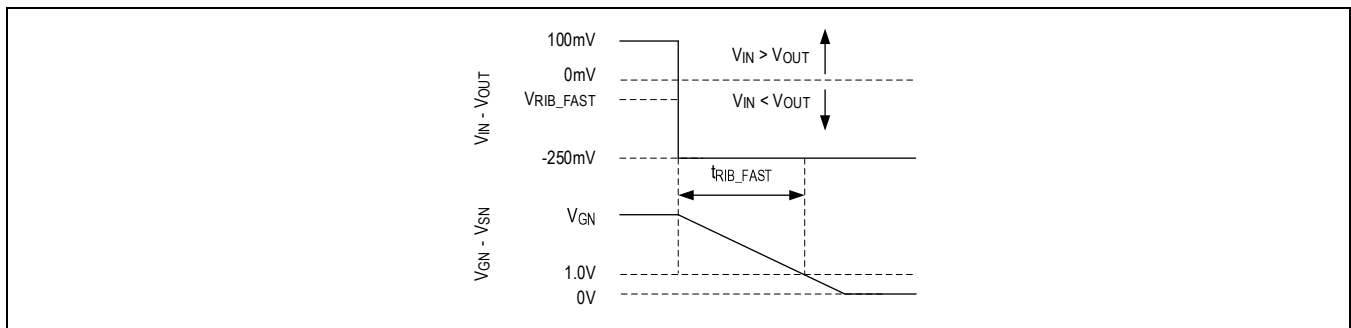 100mV
VIN > VOUT
0mV
VRIB_FAST
VIN < VOUT
VIN - VOUT
-250mV
tRIB_FAST
VGN
VGN - VSN
1.0V
0V